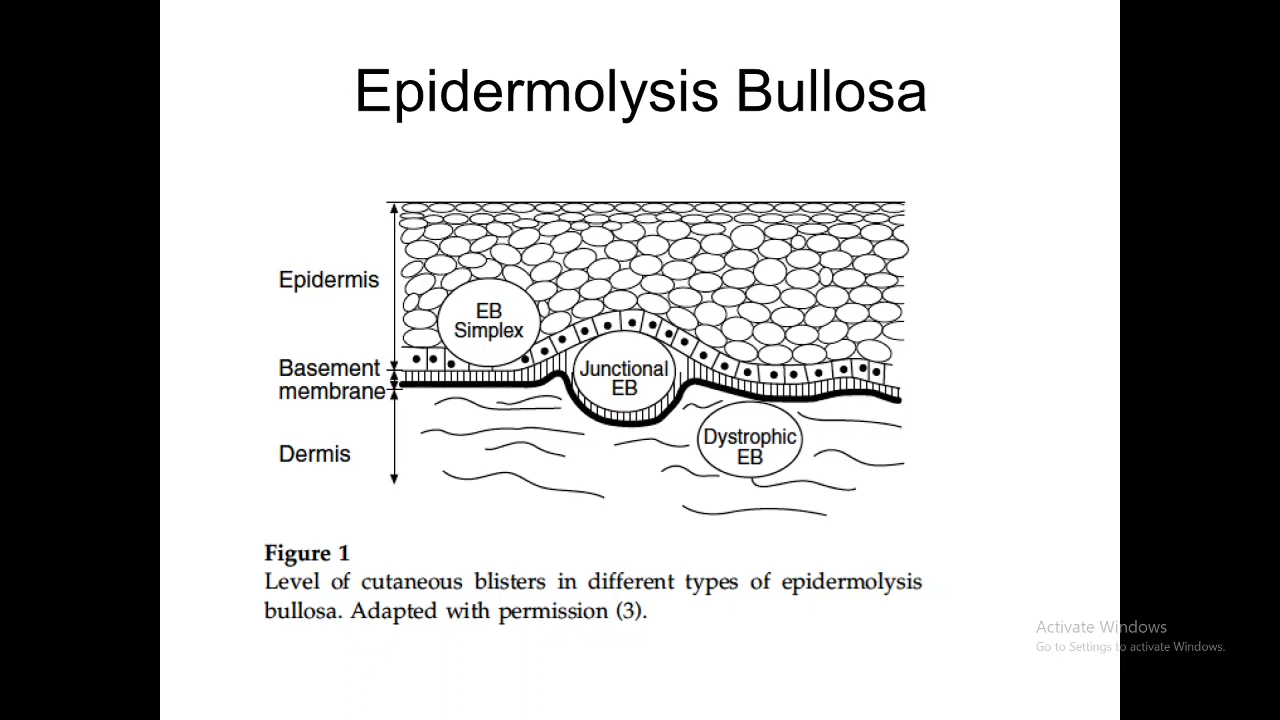 Epidermolysis Bullosa
Epidermis
EB
Simplex
Basement
membrane
Junctional
EB
Dystrophic
EB
Dermis
Figure 1
Level of cutaneous blisters in different types of epidermolysis
bullosa. Adapted with permission (3).
Activate Windows
Go to Settings to activate Windows.